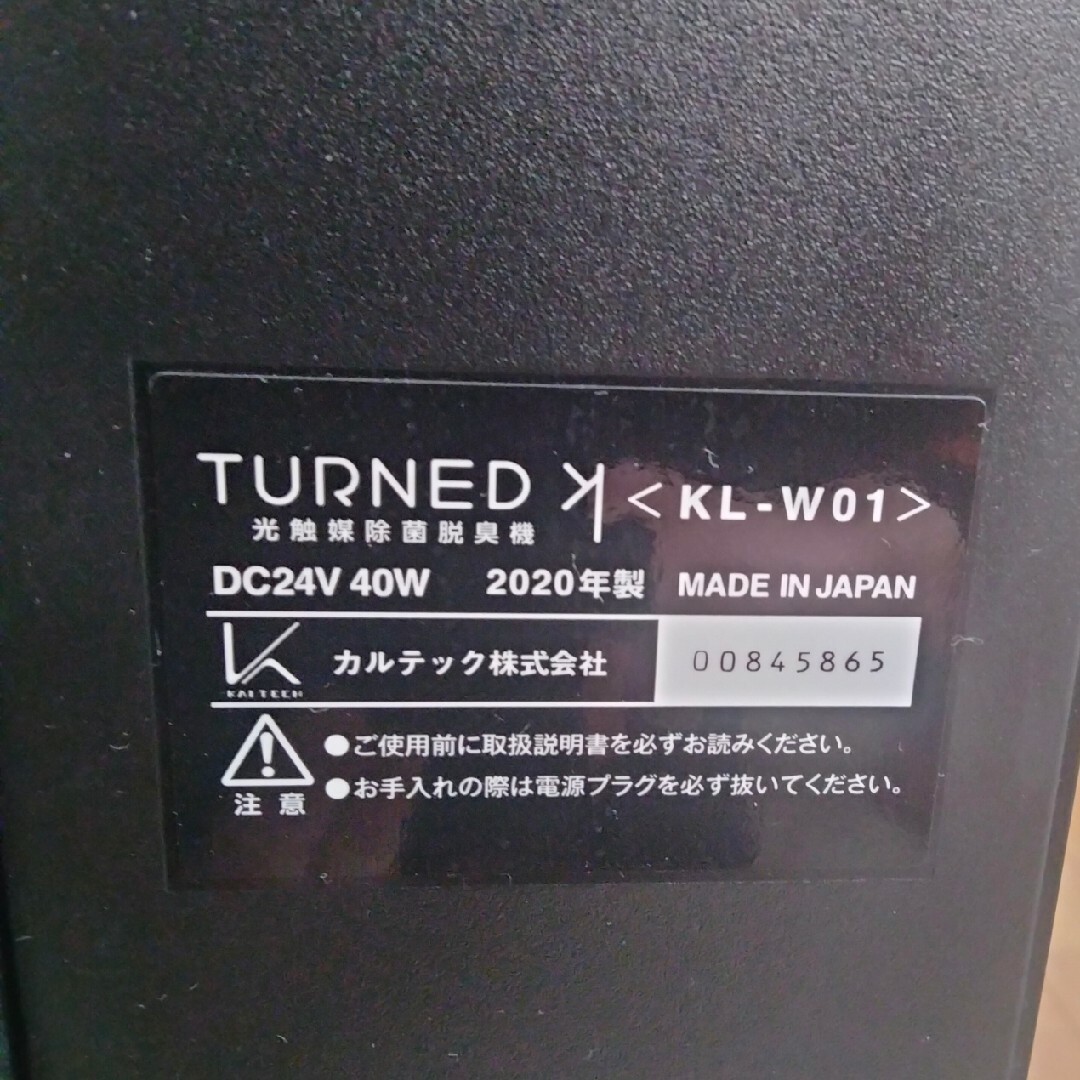 TURNED K <KL-W01>
光触媒除菌脱臭機
DC24V 40W 2020年製 MADE IN JAPAN
KALTECH カルテック株式会社 00845865
●ご使用前に取扱説明書を必ずお読みください。
●お手入れの際は電源プラグを必ず抜いてください。
注意